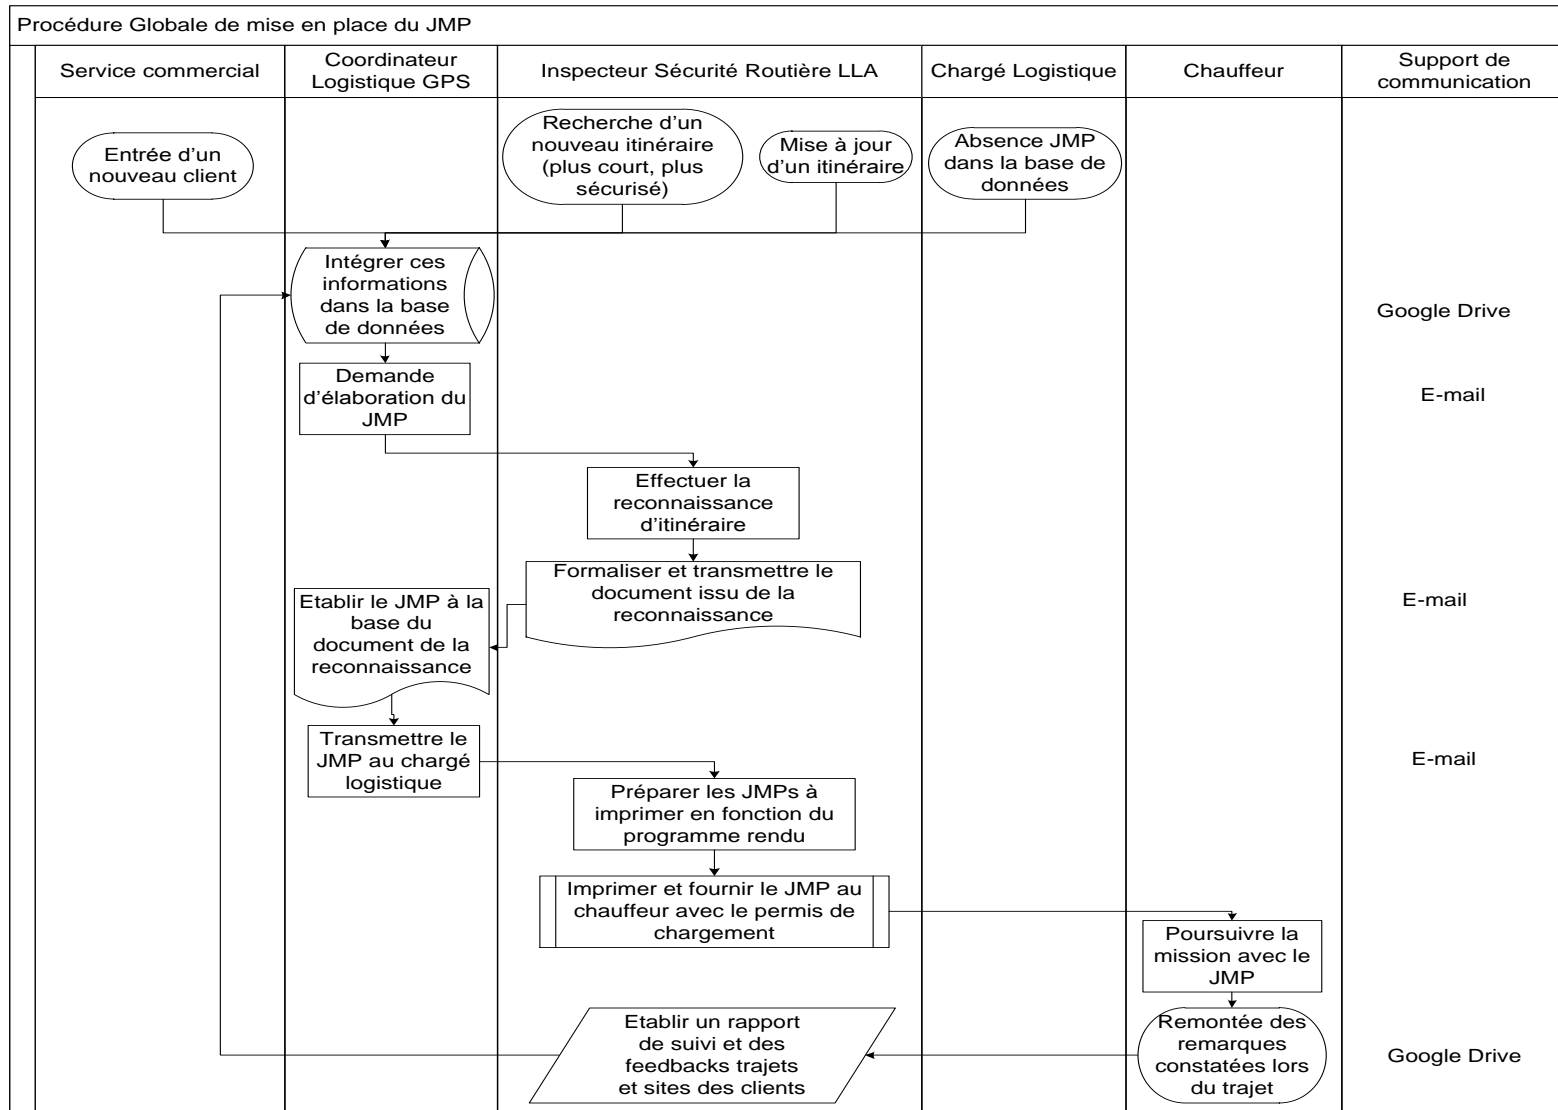 Procédure Globale de mise en place du JMP
Service commercial
Coordinateur
Logistique GPS
Inspecteur Sécurité Routière LLA
Chargé Logistique
Chauffeur
Support de
communication
Entrée d'un
nouveau client
Recherche d'un
nouveau itinéraire
(plus court, plus
sécurisé)
Mise à jour
d'un itinéraire
Absence JMP
dans la base de
données
Intégrer ces
informations
dans la base
de données
Google Drive
Demande
d'élaboration du
JMP
E-mail
Effectuer la
reconnaissance
d'itinéraire
Formaliser et transmettre le
document issu de la
reconnaissance
E-mail
Etablir le JMP à la
base du
document de la
reconnaissance
Transmettre le
JMP au chargé
logistique
E-mail
Préparer les JMPs à
imprimer en fonction du
programme rendu
Imprimer et fournir le JMP au
chauffeur avec le permis de
chargement
Poursuivre la
mission avec le
JMP
Remontée des
remarques
constatées lors
du trajet
Etablir un rapport
de suivi et des
feedbacks trajets
et sites des clients
Google Drive